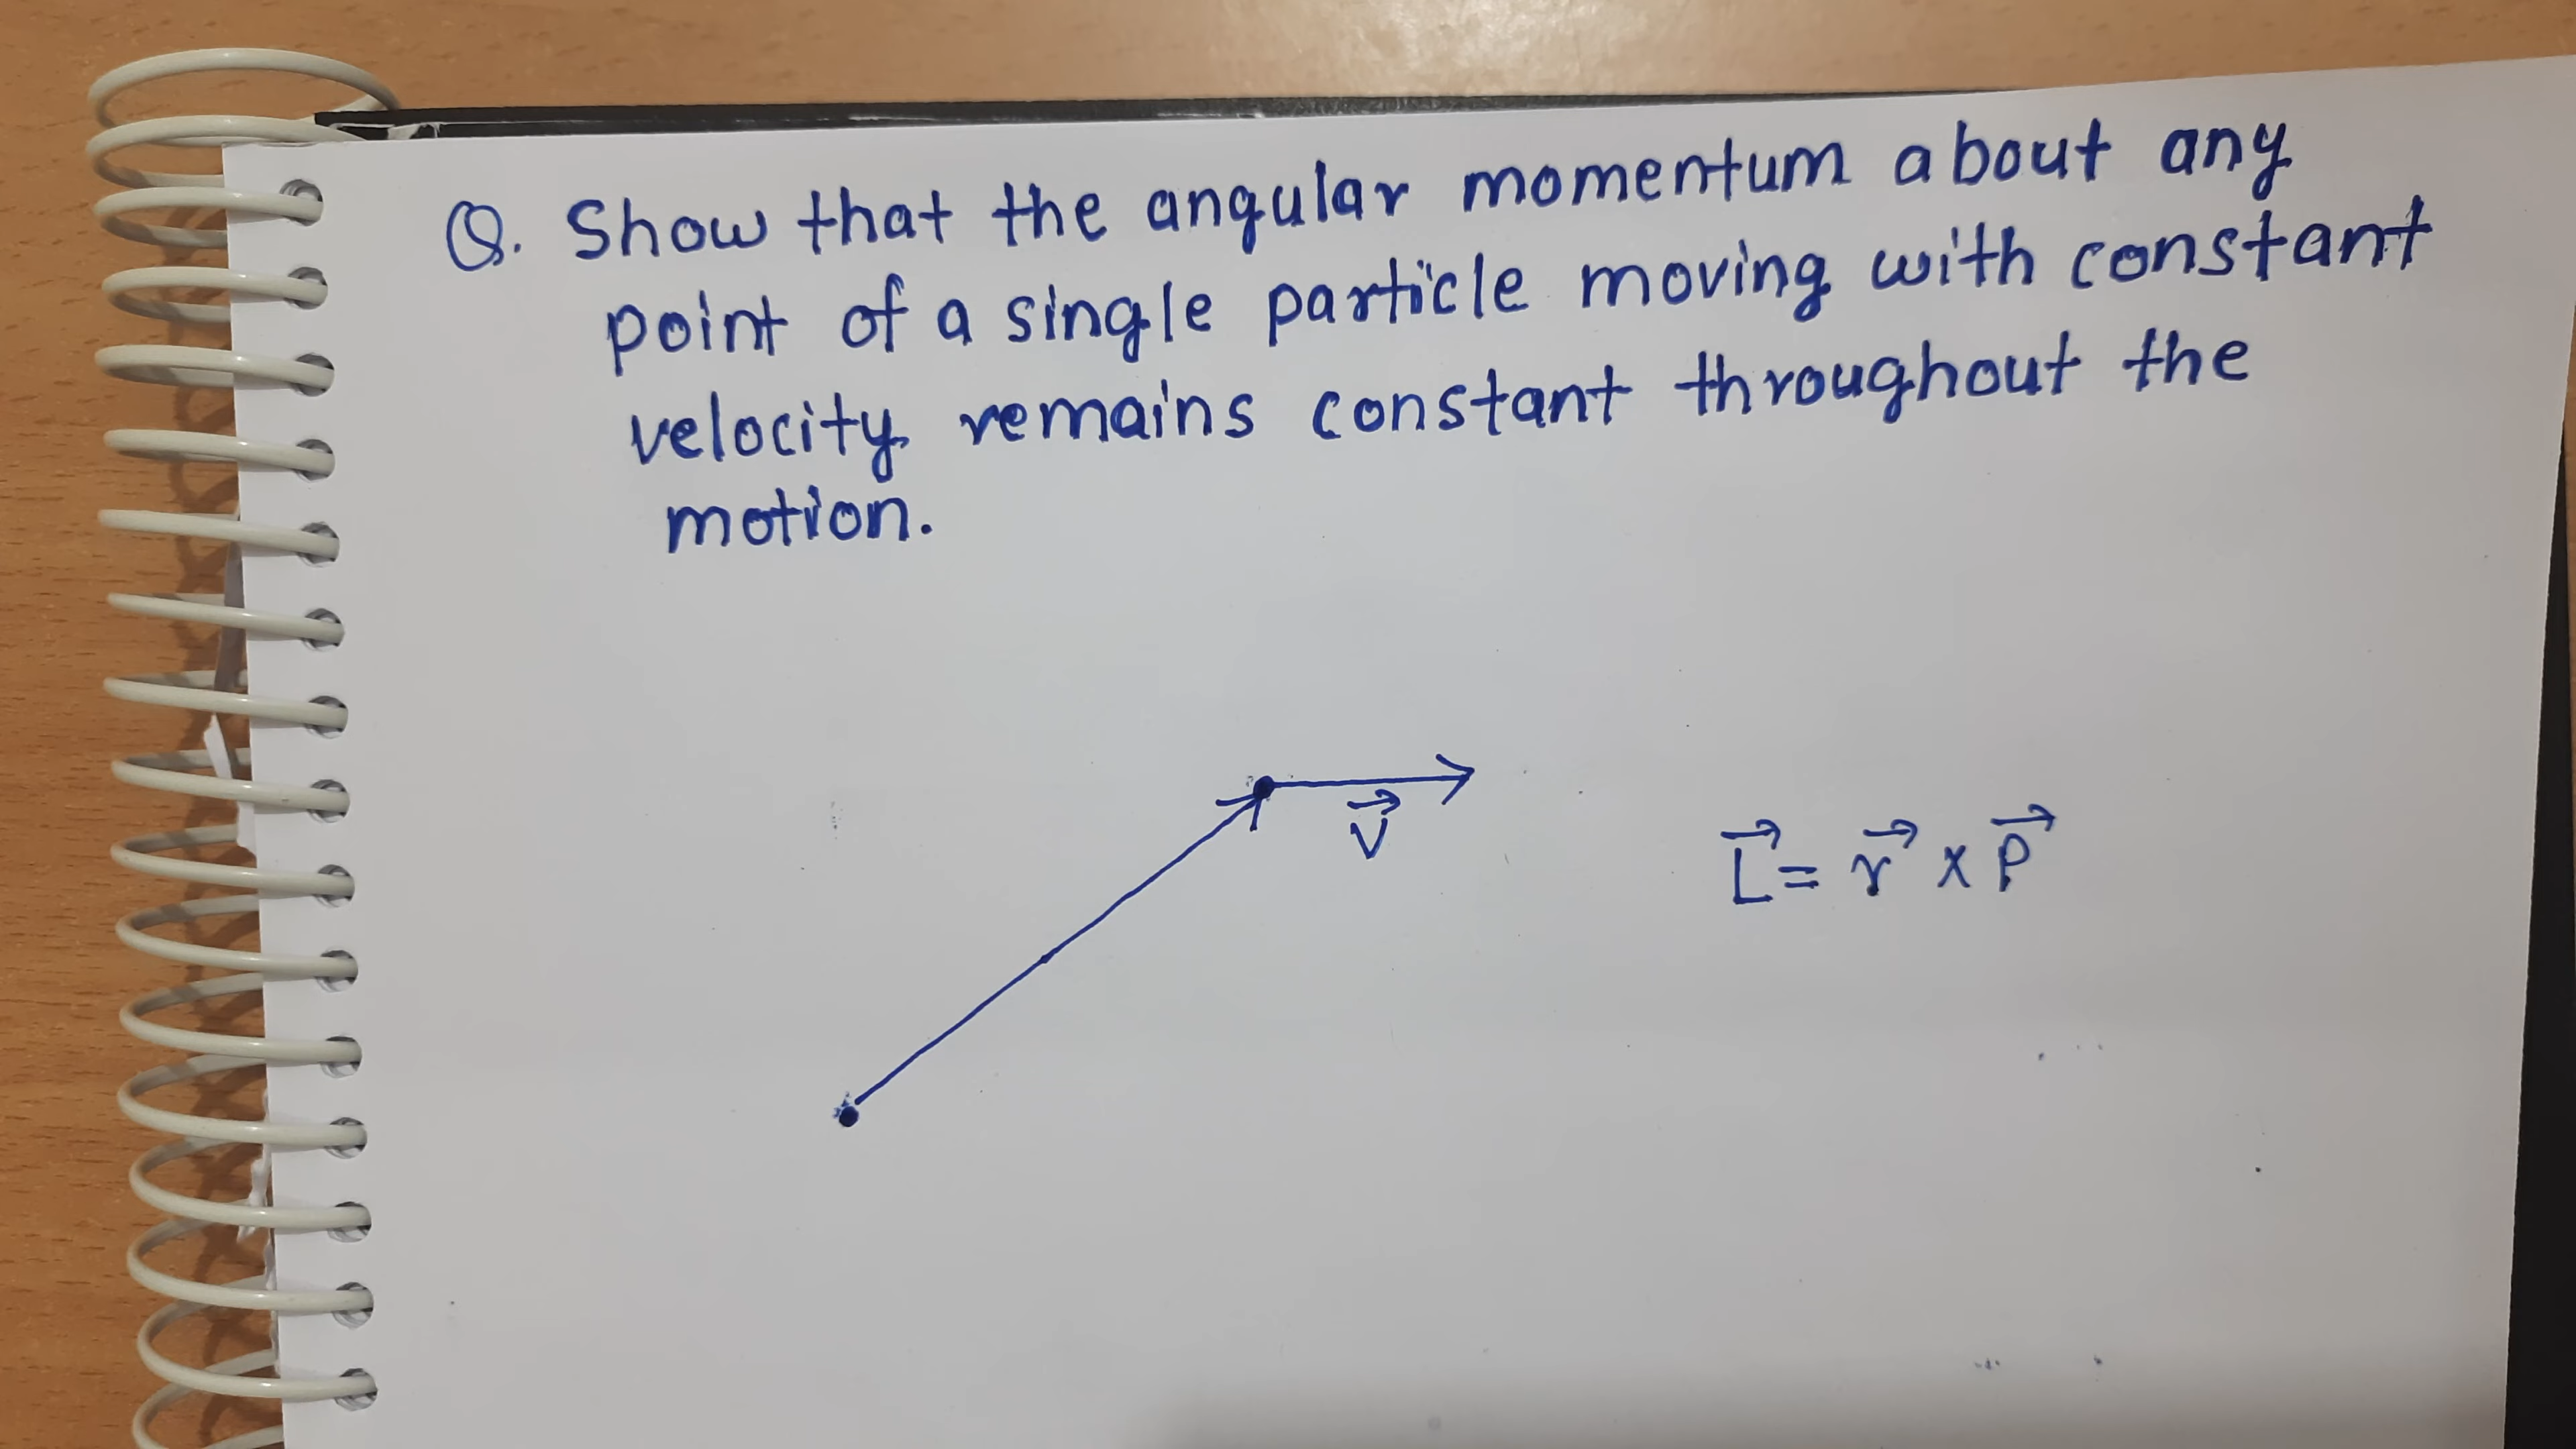 Q. Show that the angular momentum about any
point of a single particle moving with constant
velocity remains constant throughout the
motion.
V⃗
L⃗ = r⃗ × P⃗